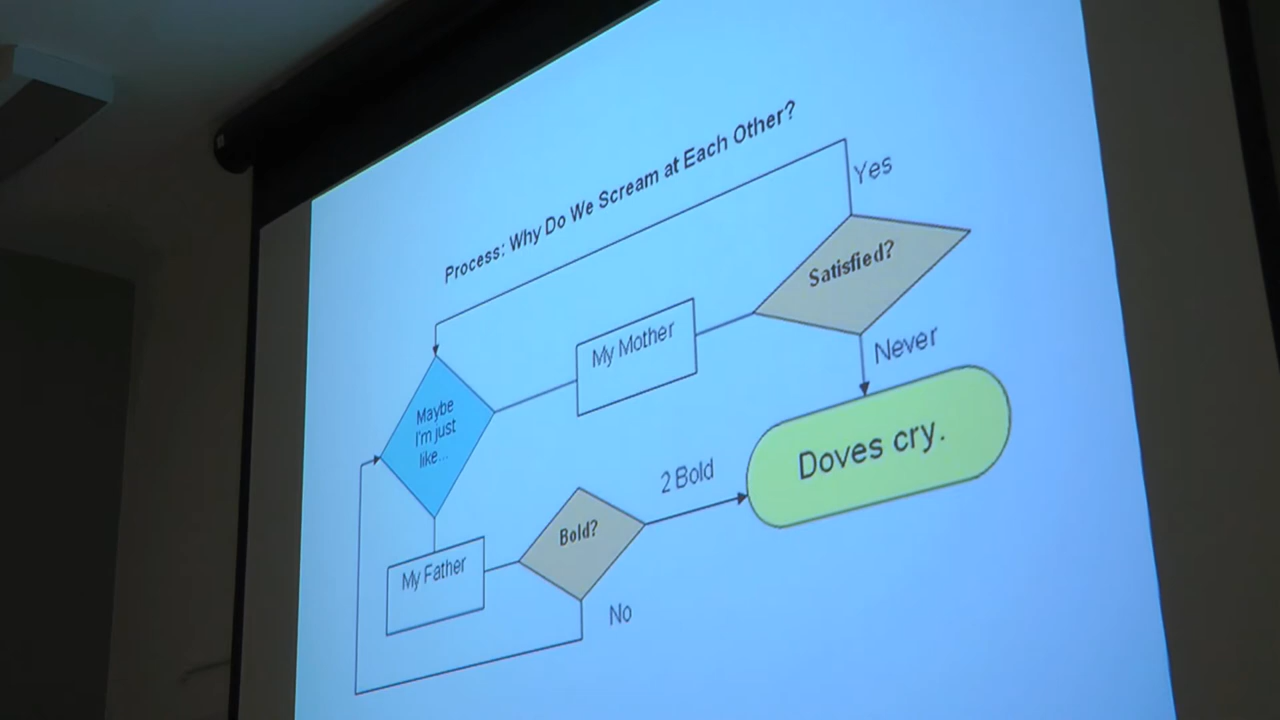 Process: Why Do We Scream at Each Other?
Yes
Satisfied?
My Mother
Never
Maybe
I'm just
like...
Doves cry.
2 Bold
Bold?
My Father
No